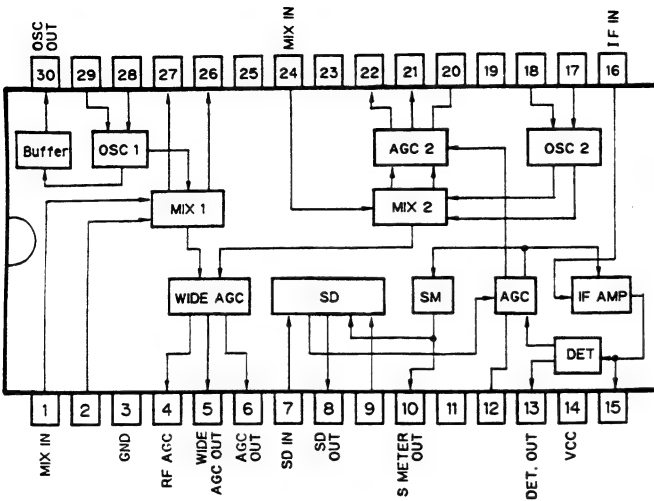 OSC OUT
MIX IN
IF IN
30 29 28 27 26 25 24 23 22 21 20 19 18 17 16
Buffer
OSC 1
AGC 2
OSC 2
MIX 1
MIX 2
WIDE AGC
SD
SM
AGC
IF AMP
DET
1 2 3 4 5 6 7 8 9 10 11 12 13 14 15
MIX IN
GND
RF AGC
WIDE AGC OUT
AGC OUT
SD IN
SD OUT
S METER OUT
DET. OUT
VCC